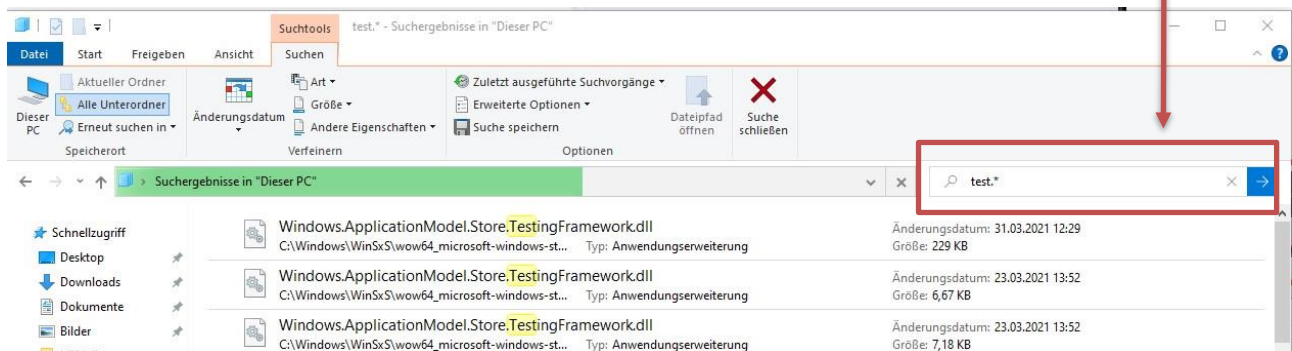 Suchtools test.* - Suchergebnisse in "Dieser PC"
Datei Start Freigeben Ansicht Suchen
Dieser PC
Aktueller Ordner
Alle Unterordner
Erneut suchen in
Speicherort
Änderungsdatum
Art
Größe
Andere Eigenschaften
Verfeinern
Zuletzt ausgeführte Suchvorgänge
Erweiterte Optionen
Suche speichern
Dateipfad öffnen
Optionen
Suche schließen
Suchergebnisse in "Dieser PC"
test.*
Schnellzugriff
Desktop
Downloads
Dokumente
Bilder
Windows.ApplicationModel.Store.TestingFramework.dll Änderungsdatum: 31.03.2021 12:29
C:\Windows\WinSxS\wow64_microsoft-windows-st... Typ: Anwendungserweiterung Größe: 229 KB
Windows.ApplicationModel.Store.TestingFramework.dll Änderungsdatum: 23.03.2021 13:52
C:\Windows\WinSxS\wow64_microsoft-windows-st... Typ: Anwendungserweiterung Größe: 6,67 KB
Windows.ApplicationModel.Store.TestingFramework.dll Änderungsdatum: 23.03.2021 13:52
C:\Windows\WinSxS\wow64_microsoft-windows-st... Typ: Anwendungserweiterung Größe: 7,18 KB